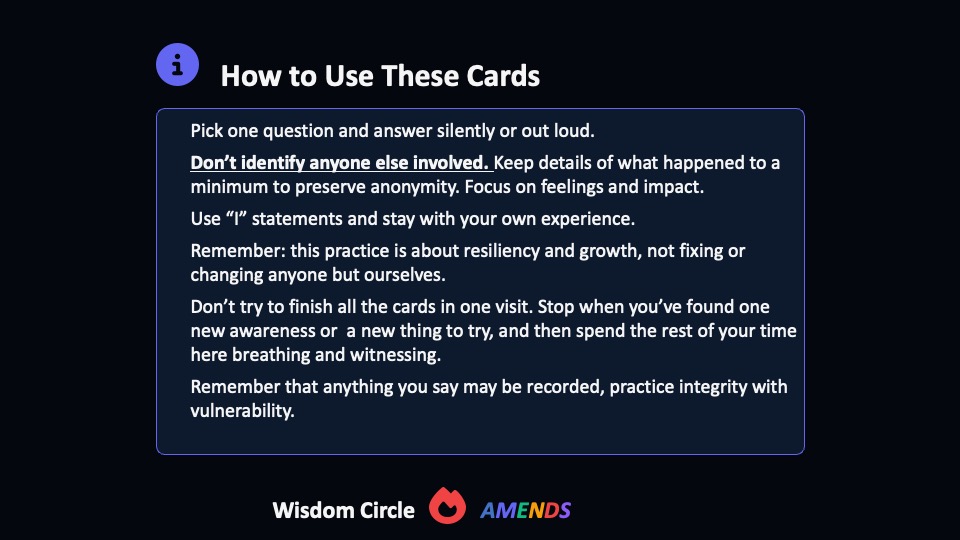 How to Use These Cards
Pick one question and answer silently or out loud.
Don’t identify anyone else involved. Keep details of what happened to a
minimum to preserve anonymity. Focus on feelings and impact.
Use “I” statements and stay with your own experience.
Remember: this practice is about resiliency and growth, not fixing or
changing anyone but ourselves.
Don’t try to finish all the cards in one visit. Stop when you’ve found one
new awareness or  a new thing to try, and then spend the rest of your time
here breathing and witnessing.
Remember that anything you say may be recorded, practice integrity with
vulnerability.
Wisdom Circle AMENDS